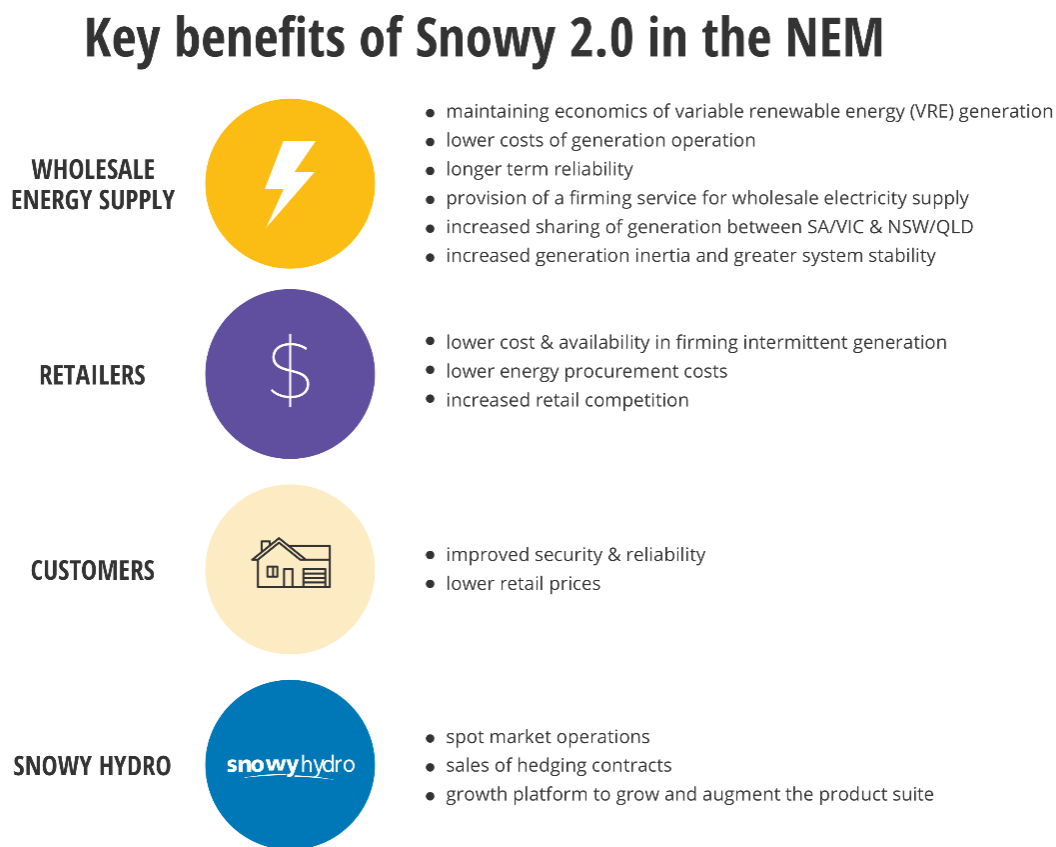 Key benefits of Snowy 2.0 in the NEM
WHOLESALE
ENERGY SUPPLY
• maintaining economics of variable renewable energy (VRE) generation
• lower costs of generation operation
• longer term reliability
• provision of a firming service for wholesale electricity supply
• increased sharing of generation between SA/VIC & NSW/QLD
• increased generation inertia and greater system stability
RETAILERS
$
• lower cost & availability in firming intermittent generation
• lower energy procurement costs
• increased retail competition
CUSTOMERS
• improved security & reliability
• lower retail prices
SNOWY HYDRO
snowyhydro
• spot market operations
• sales of hedging contracts
• growth platform to grow and augment the product suite